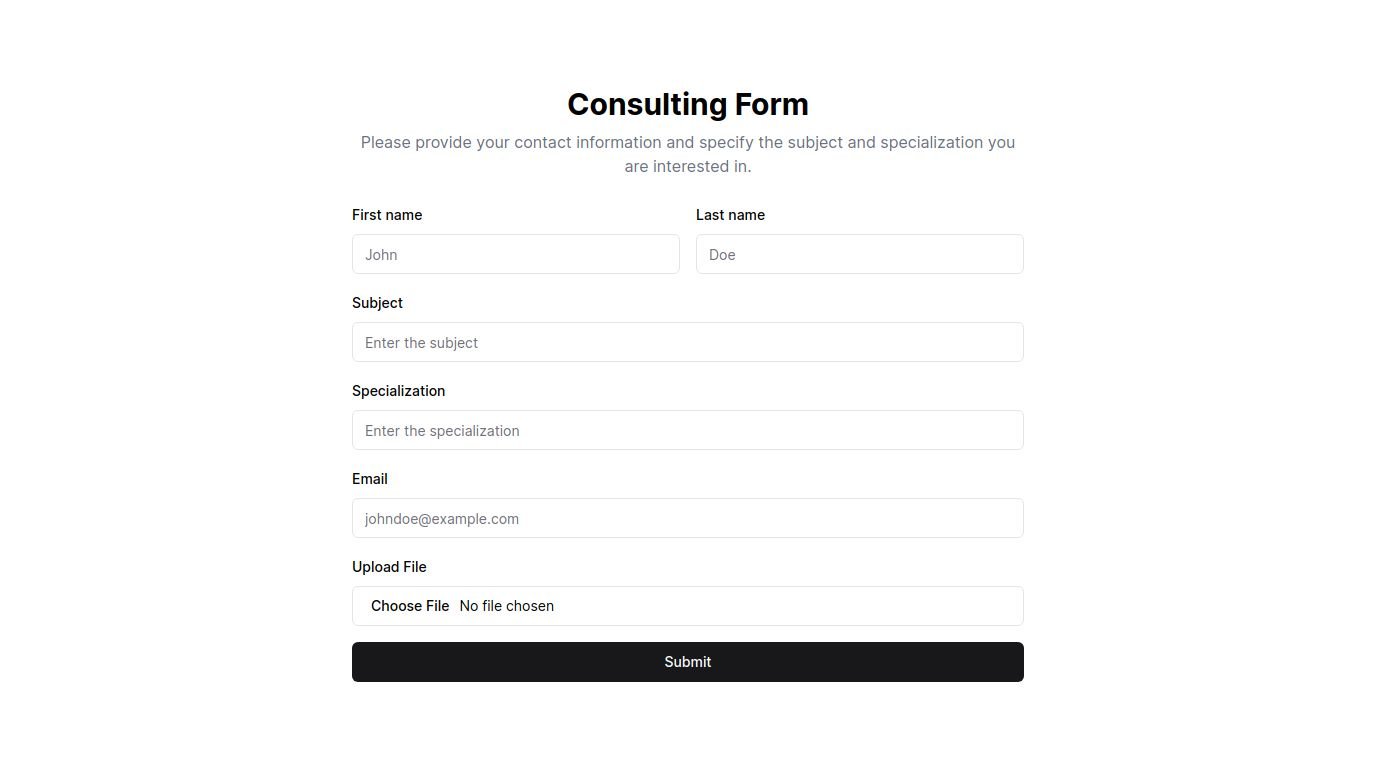 Consulting Form
Please provide your contact information and specify the subject and specialization you
are interested in.
First name
Last name
John
Doe
Subject
Enter the subject
Specialization
Enter the specialization
Email
johndoe@example.com
Upload File
Choose File No file chosen
Submit